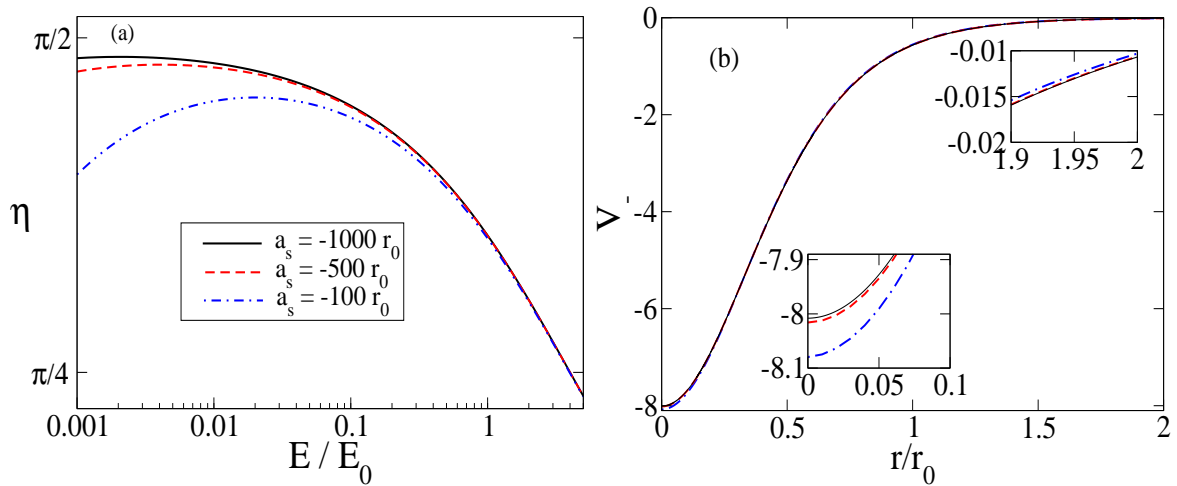 (a)
π/2
π/4
η
a_s = -1000 r_0
a_s = -500 r_0
a_s = -100 r_0
0.001 0.01 0.1 1
E / E_0
(b)
0
-2
-4
-6
-8
V_-
0 0.5 1 1.5 2
r/r_0
-0.01
-0.015
-0.02
1.9 1.95 2
-7.9
-8
-8.1
0 0.05 0.1